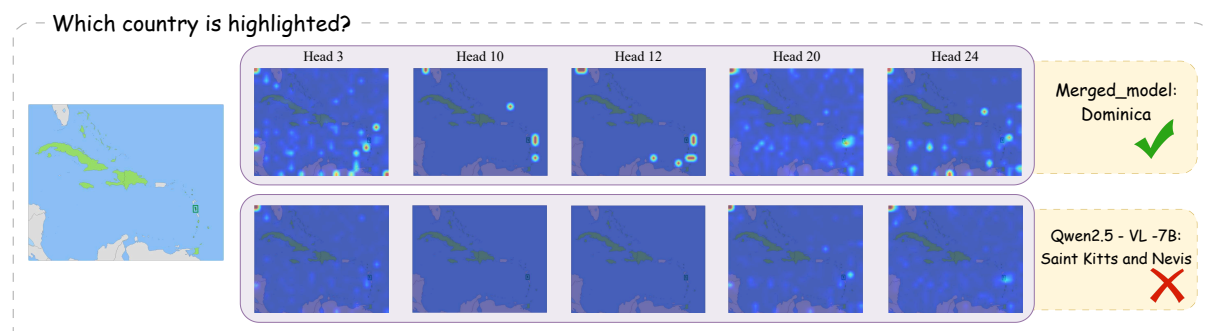 Which country is highlighted?
Head 3
Head 10
Head 12
Head 20
Head 24
Merged_model:
Dominica
Qwen2.5 - VL -7B:
Saint Kitts and Nevis